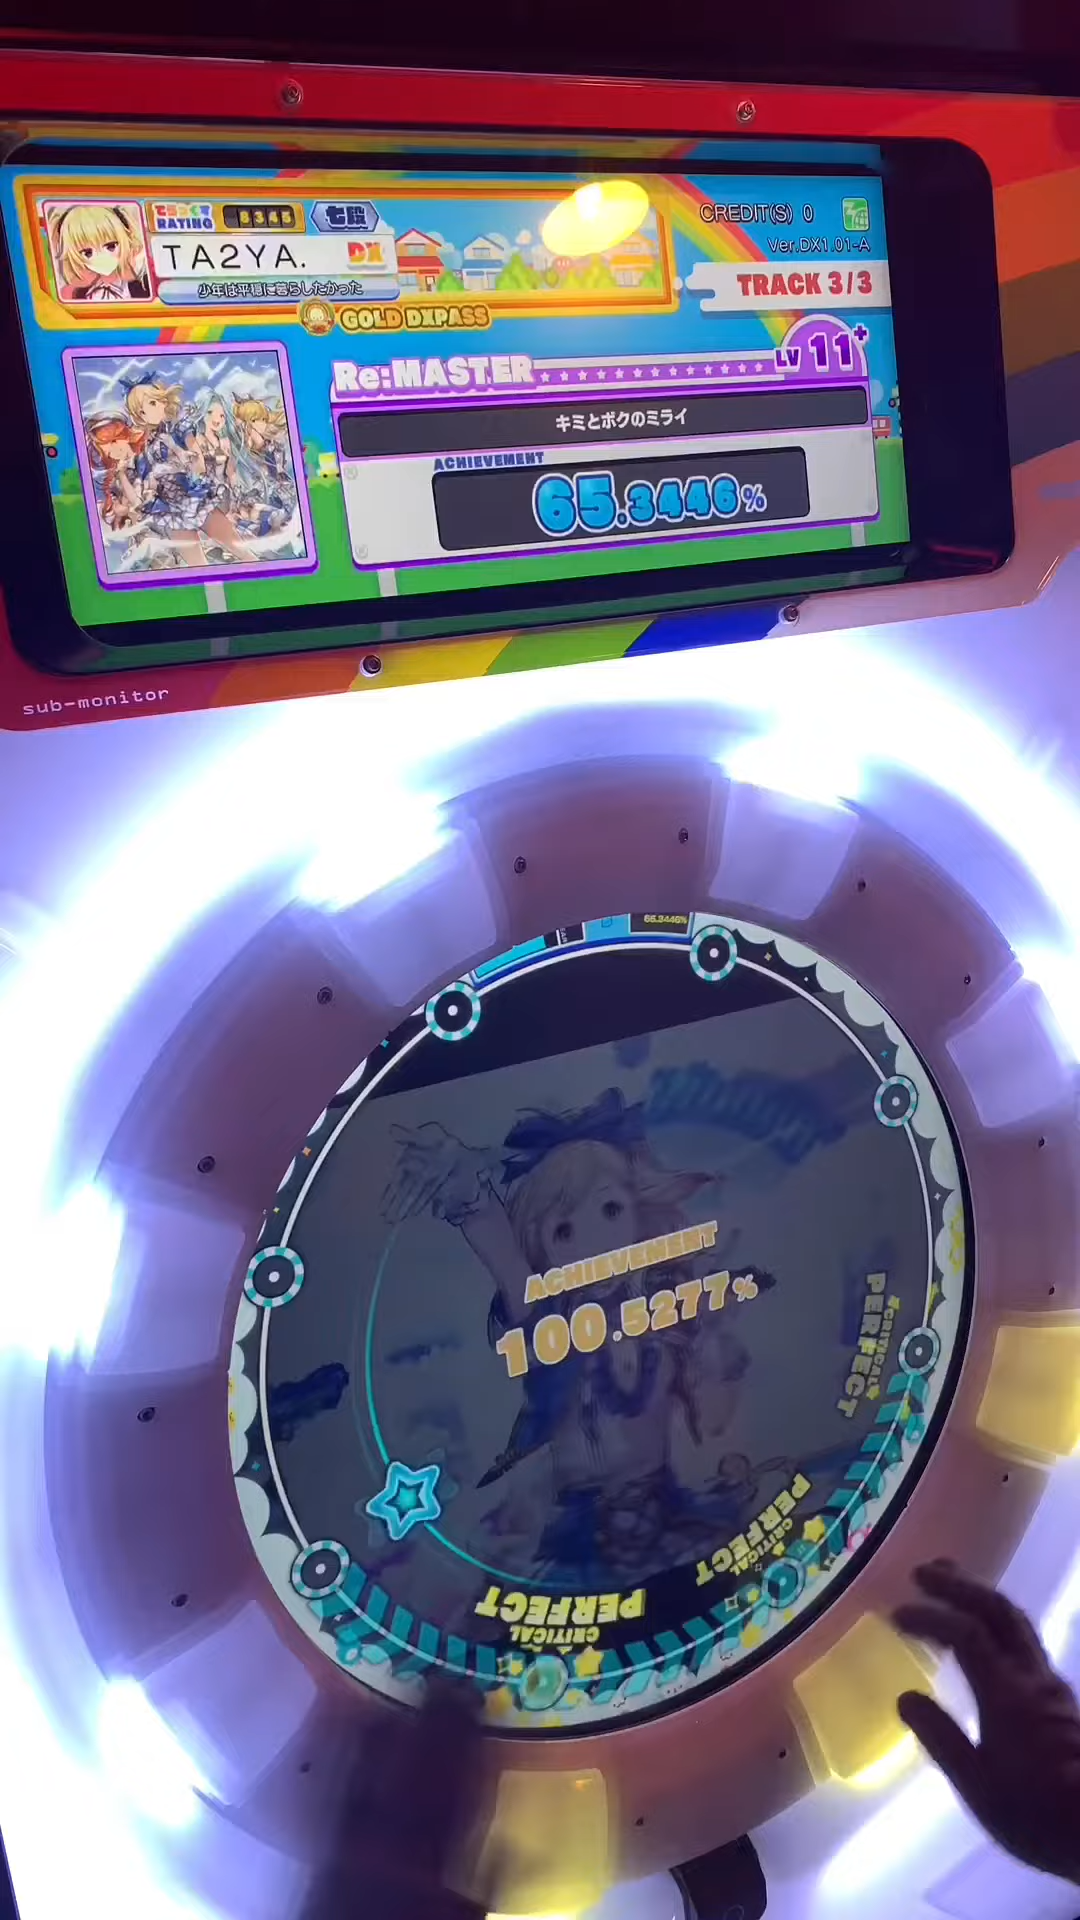 でらっくす
RATING 8345 七段
CREDIT(S) 0
TA2YA. DX
Ver.DX1.01-A
少年は平穏に暮らしたかった
TRACK 3/3
GOLD DXPASS
Re:MASTER
LV 11+
キミとボクのミライ
ACHIEVEMENT
65.3446%
sub-monitor
65.3446%
ACHIEVEMENT
100.5277%
CRITICAL
PERFECT
CRITICAL
PERFECT
CRITICAL
PERFECT